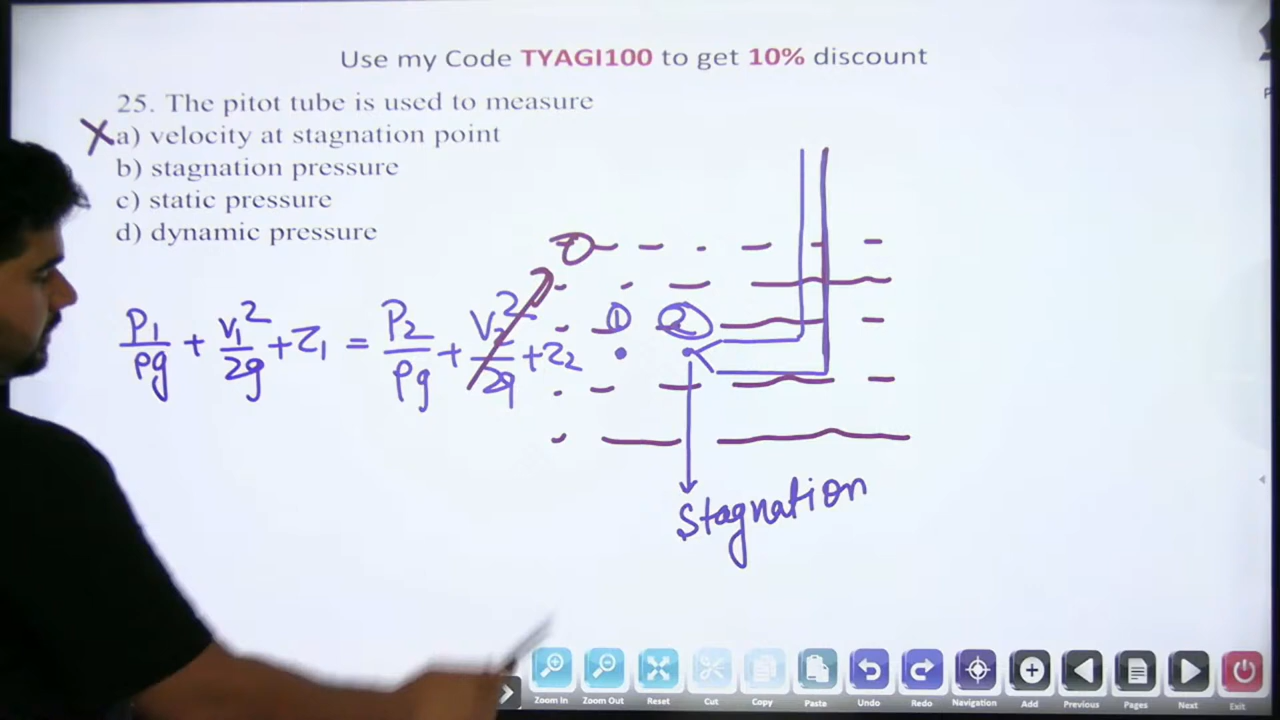 Use my Code TYAGI100 to get 10% discount
25. The pitot tube is used to measure
a) velocity at stagnation point
b) stagnation pressure
c) static pressure
d) dynamic pressure
P₁/ρg + V₁²/2g + Z₁ = P₂/ρg + V₂²/2g + Z₂
0
1 2
Stagnation
Zoom In Zoom Out Reset Cut Copy Paste Undo Redo Navigation Add Previous Pages Next Exit